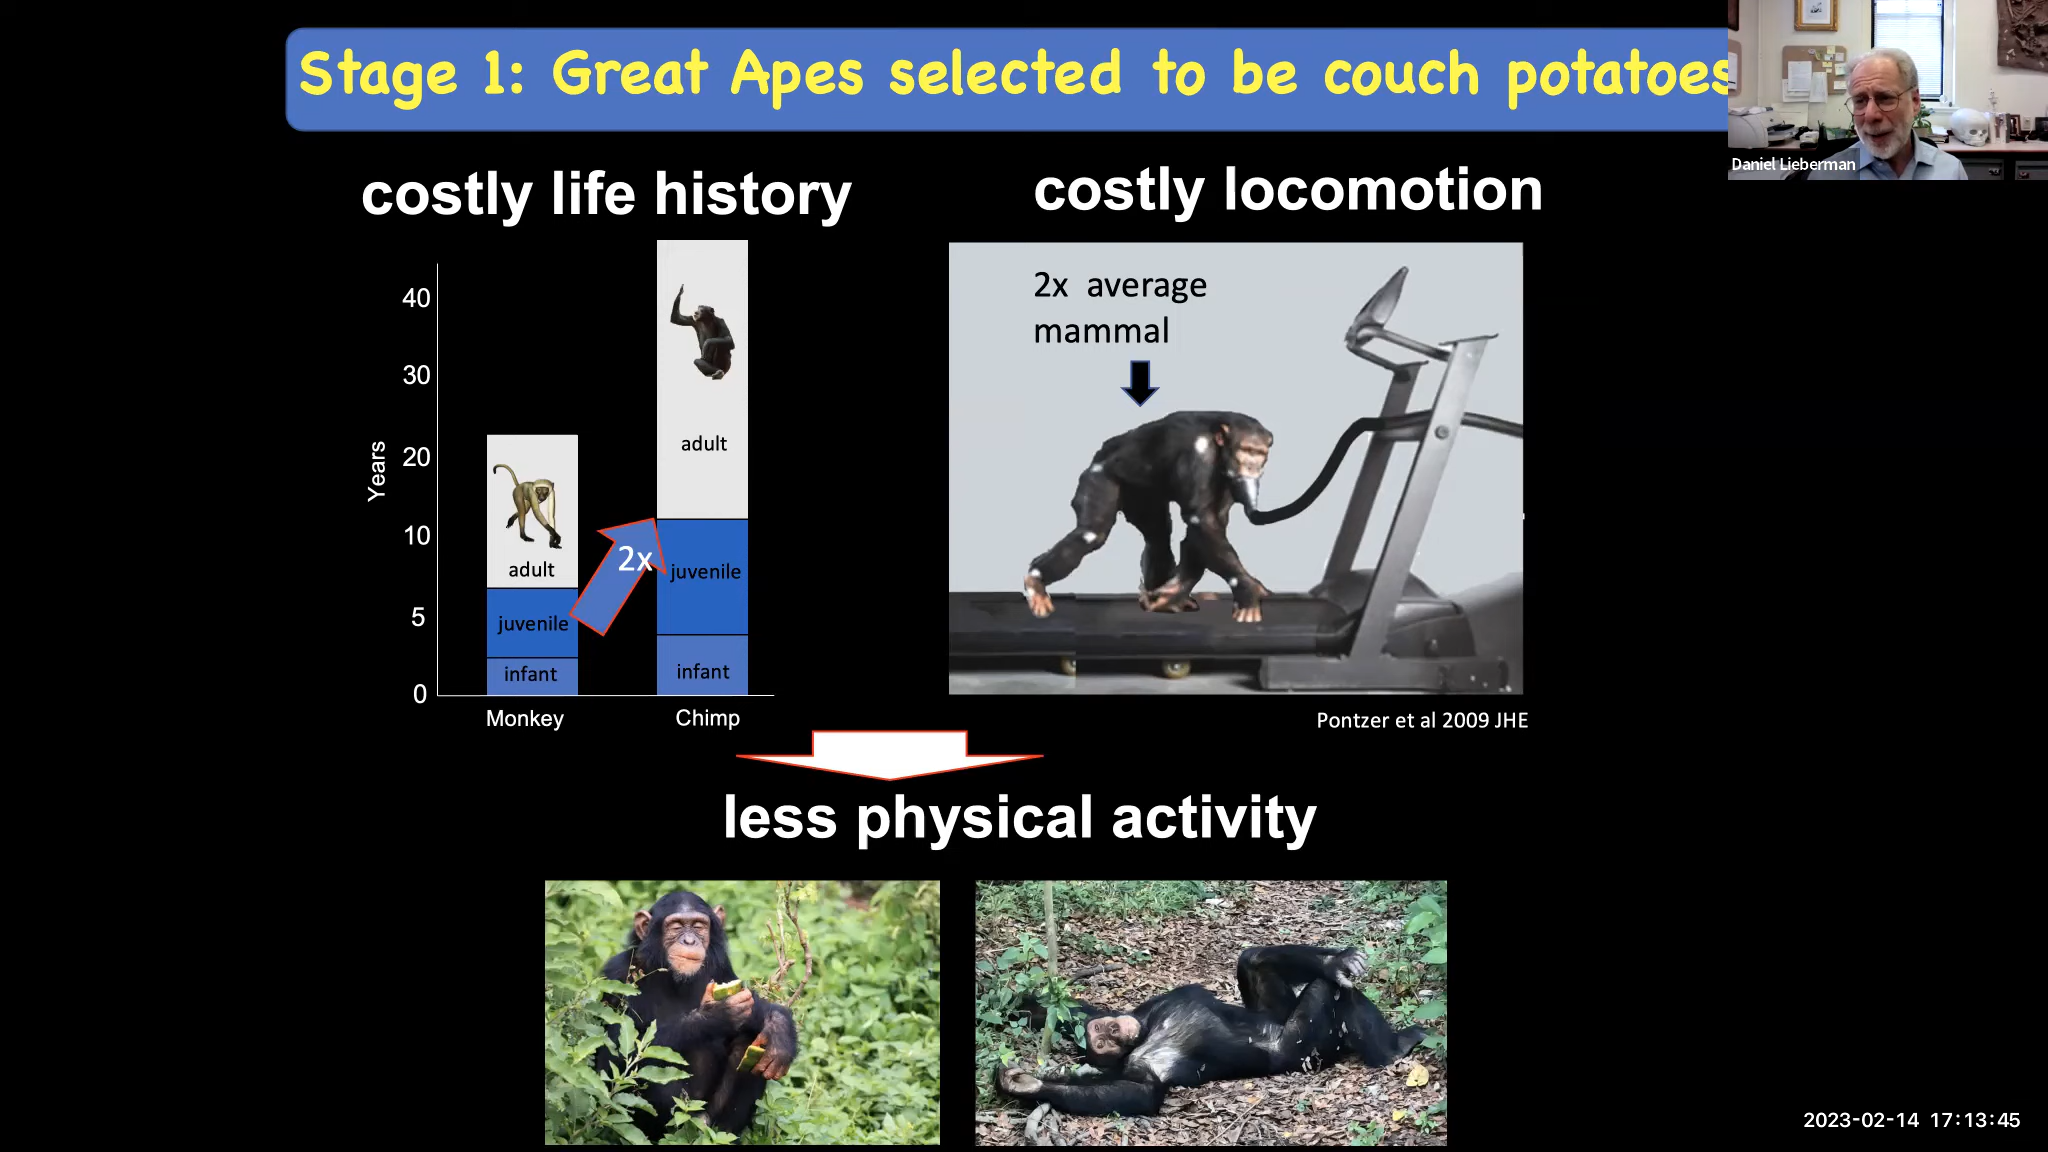 Stage 1: Great Apes selected to be couch potatoes
Daniel Lieberman
costly life history
costly locomotion
40
30
20
10
5
0
Years
adult
juvenile
infant
Monkey
2x
adult
juvenile
infant
Chimp
2x average
mammal
Pontzer et al 2009 JHE
less physical activity
2023-02-14 17:13:45